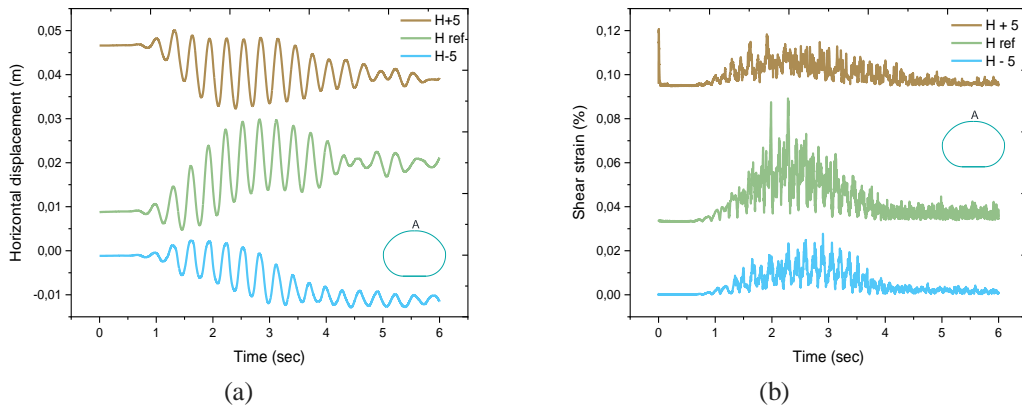 H+5
H ref
H-5
0,05
0,04
0,03
0,02
0,01
0,00
-0,01
Horizontal displacement (m)
A
0 1 2 3 4 5 6
Time (sec)
(a)
H + 5
H ref
H - 5
0,12
0,10
0,08
0,06
0,04
0,02
0,00
Shear strain (%)
A
0 1 2 3 4 5 6
Time (sec)
(b)